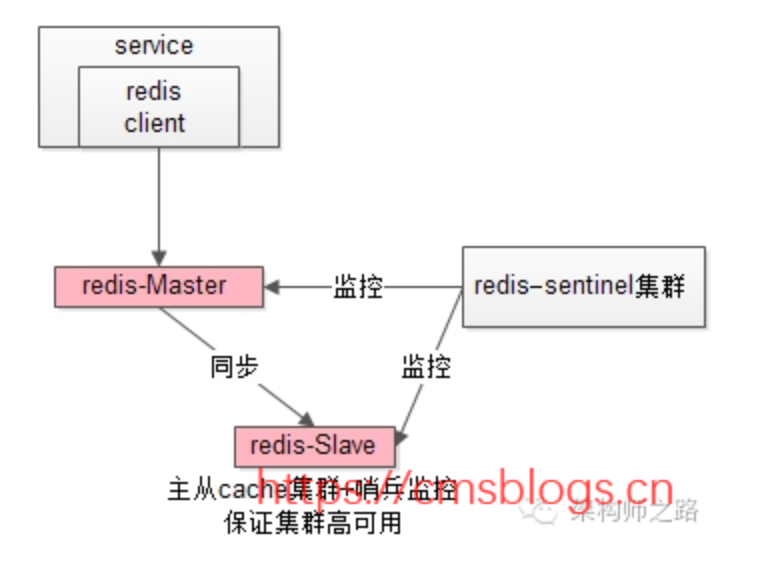 service
redis
client
redis-Master
监控
redis-sentinel集群
同步
监控
redis-Slave
主从cache集群+哨兵监控
https://cmsblogs.cn
保证集群高可用
架构师之路